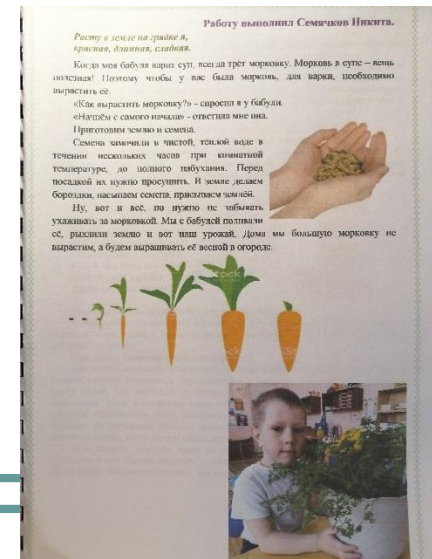 Работу выполнил Семячков Никита.
Расту в земле на грядке я,
красная, длинная, сладкая.
Когда моя бабуля варит суп, всегда трёт морковку. Морковь в супе – вещь
полезная! Поэтому чтобы у вас была морковь, для варки, необходимо
вырастить её.
«Как вырастить морковку?» - спросил я у бабули.
«Начнём с самого начала» - ответила мне она.
Приготовим землю и семена.
Семена замочили в чистой, тёплой воде в
течении нескольких часов при комнатной
температуре, до полного набухания. Перед
посадкой их нужно просушить. В земле делаем
бороздки, насыпаем семена, присыпаем землёй.
Ну, вот и всё, но нужно не забывать
ухаживать за морковкой. Мы с бабулей поливали
её, рыхлили землю и вот наш урожай. Дома мы большую морковку не
вырастим, а будем выращивать её весной в огороде.